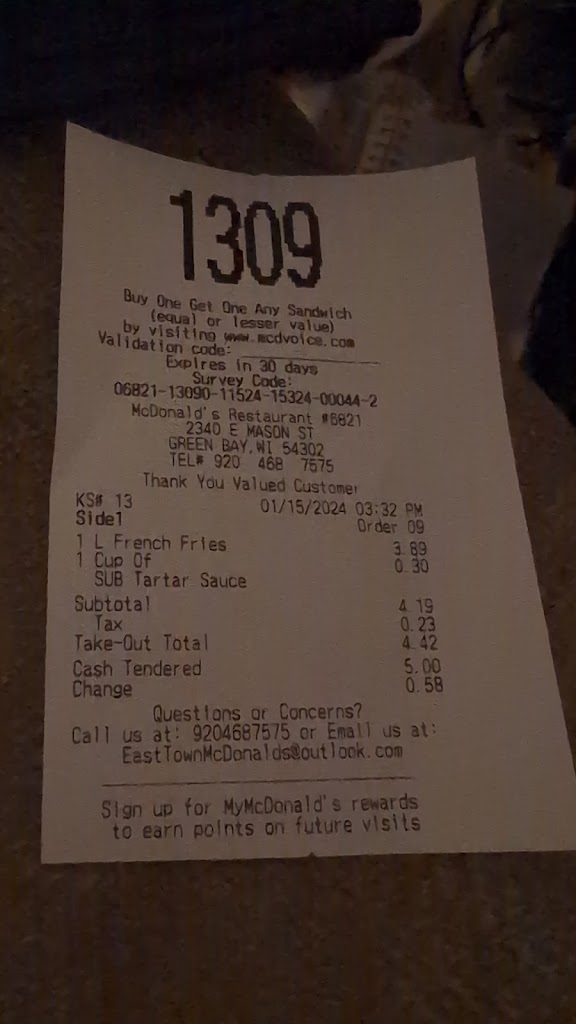 1309
Buy One Get One Any Sandwich
(equal or lesser value)
by visiting www.mcdvoice.com
Validation code:
Expires in 30 days
Survey Code:
06821-13090-11524-15324-00044-2
McDonald's Restaurant #6821
2340 E MASON ST
GREEN BAY,WI 54302
TEL# 920 468 7575
Thank You Valued Customer
KS# 13 01/15/2024 03:32 PM
Side1 Order 09
1 L French Fries 3.89
1 Cup Of 0.30
SUB Tartar Sauce
Subtotal 4.19
Tax 0.23
Take-Out Total 4.42
Cash Tendered 5.00
Change 0.58
Questions or Concerns?
Call us at: 9204687575 or Email us at:
EastTownMcDonalds@outlook.com
Sign up for MyMcDonald's rewards
to earn points on future visits